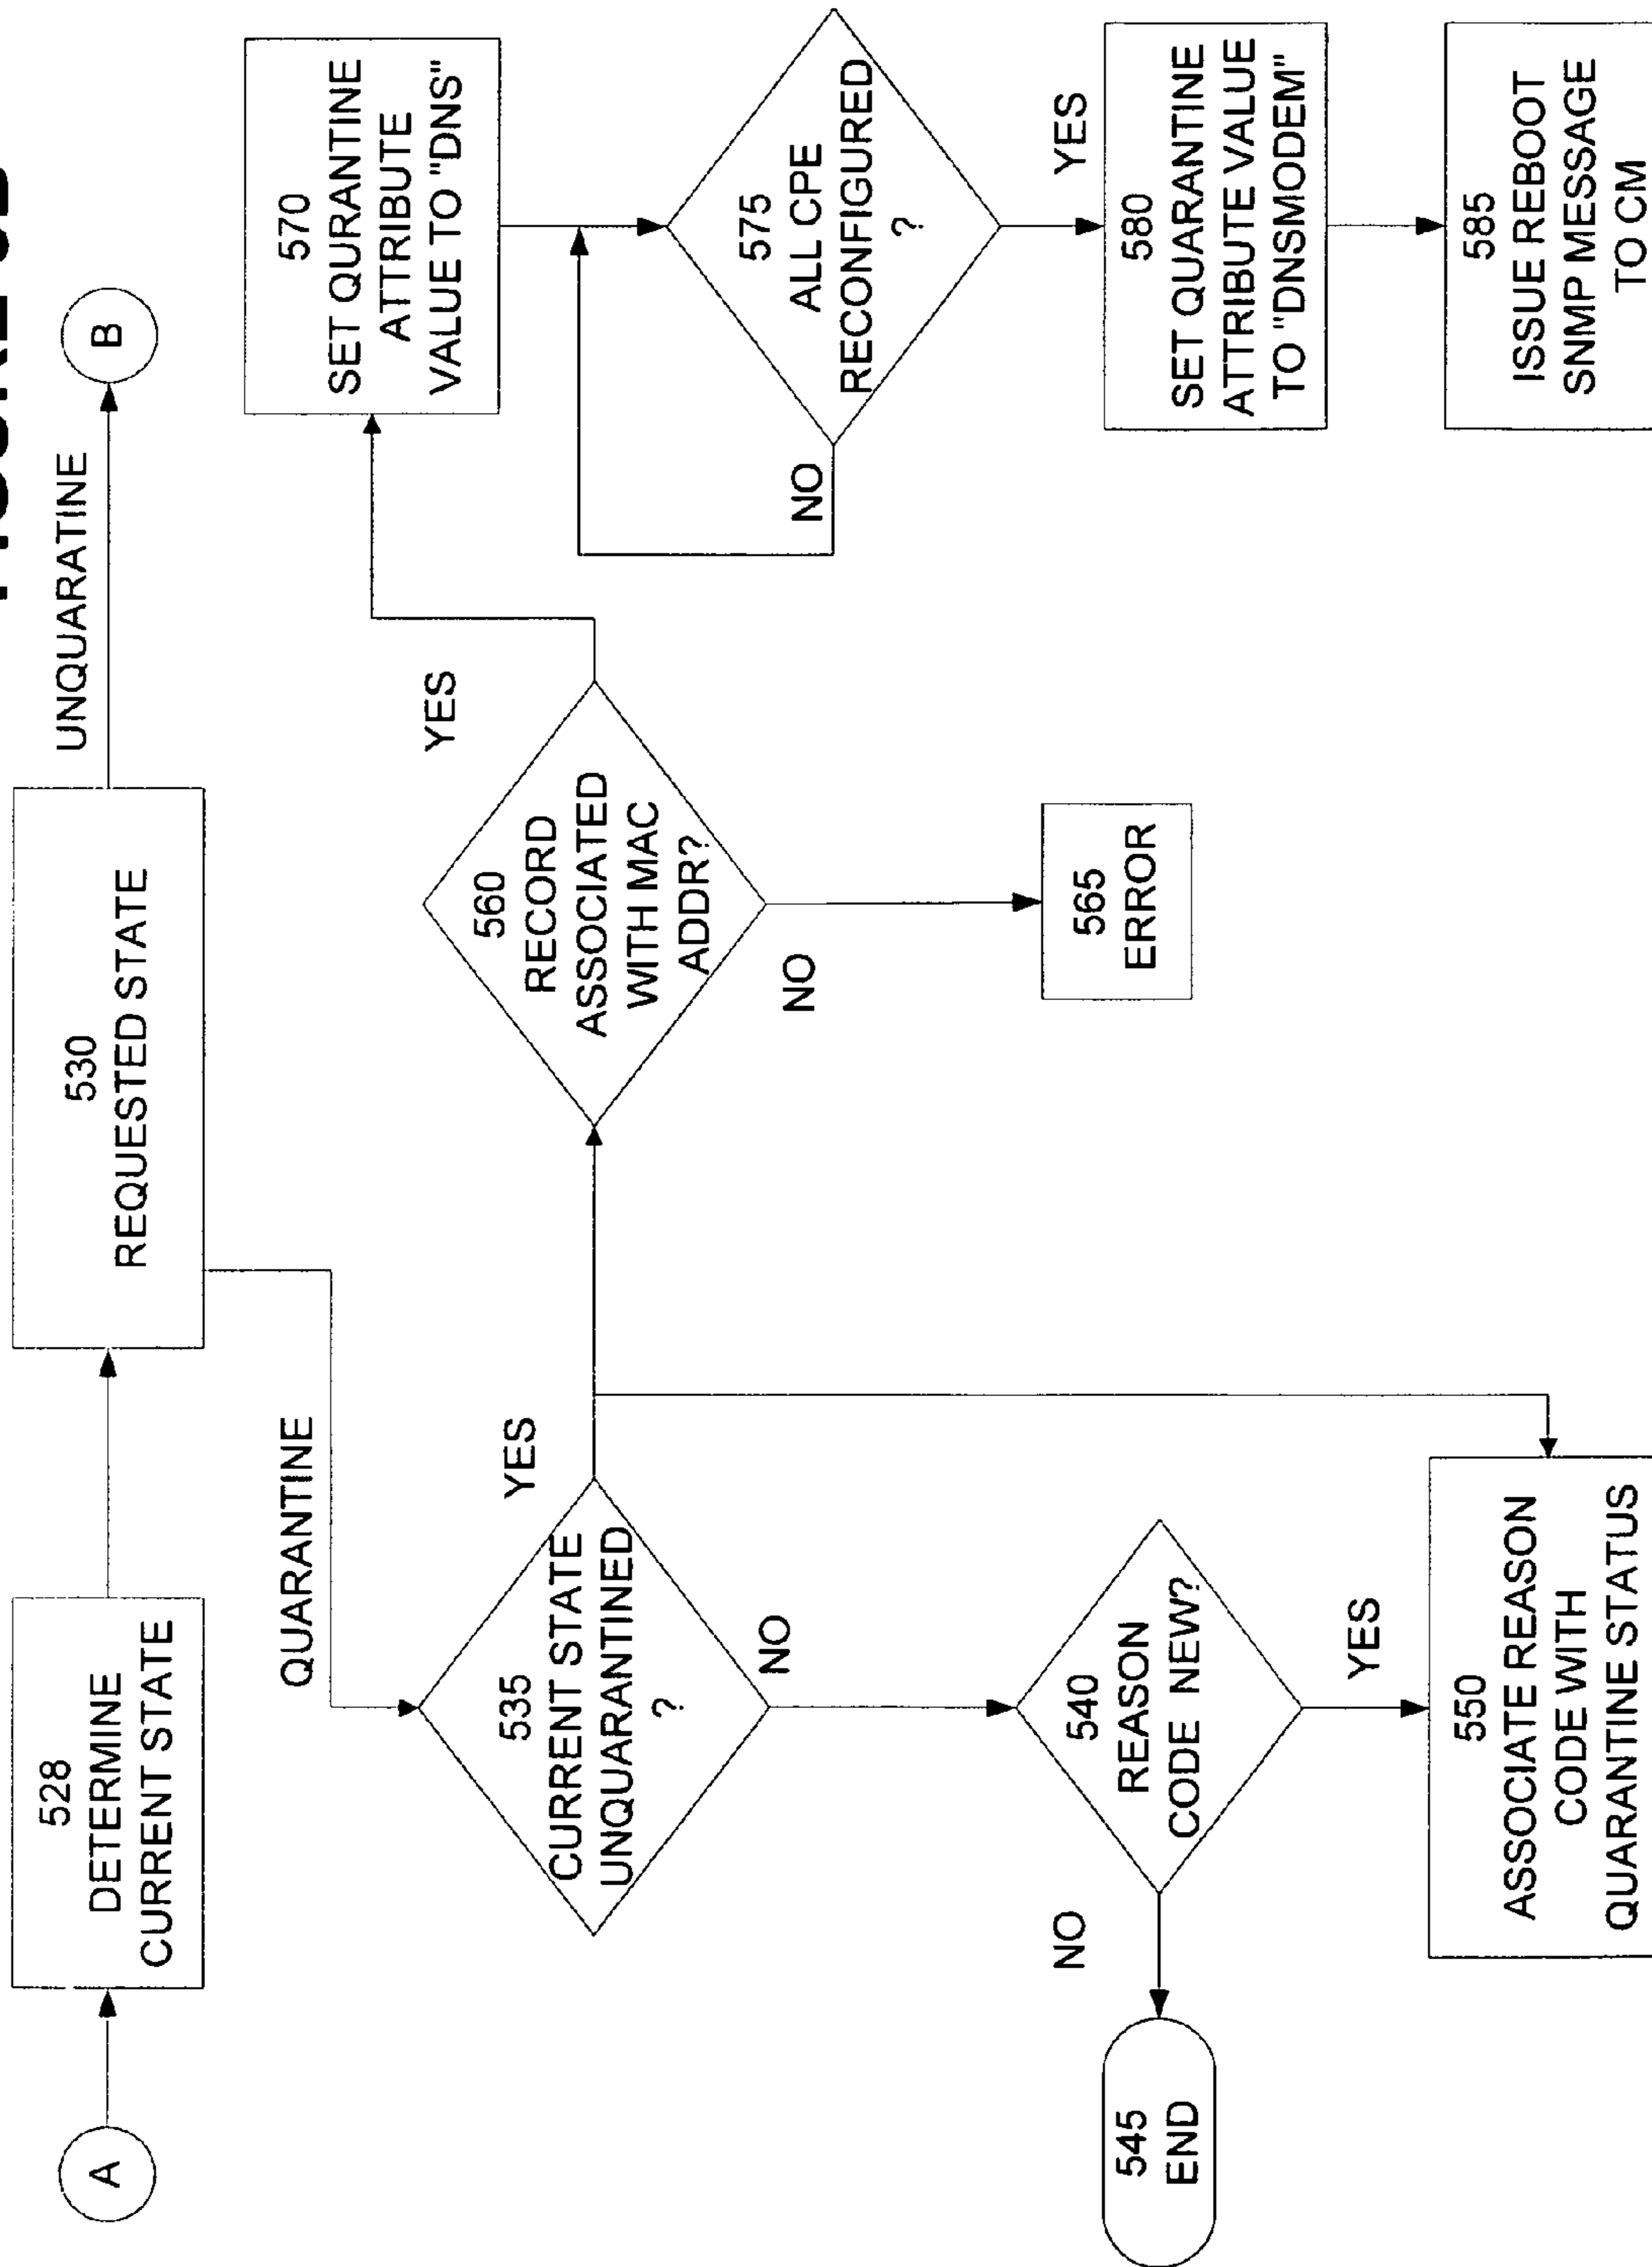 A
528
DETERMINE
CURRENT STATE
530
REQUESTED STATE
UNQUARATINE
B
QUARANTINE
535
CURRENT STATE
UNQUARANTINED
?
YES
NO
560
RECORD
ASSOCIATED
WITH MAC
ADDR?
YES
NO
570
SET QURANTINE
ATTRIBUTE
VALUE TO "DNS"
575
ALL CPE
RECONFIGURED
?
NO
YES
540
REASON
CODE NEW?
NO
YES
545
END
565
ERROR
580
SET QUARANTINE
ATTRIBUTE VALUE
TO "DNSMODEM"
550
ASSOCIATE REASON
CODE WITH
QUARANTINE STATUS
585
ISSUE REBOOT
SNMP MESSAGE
TO CM